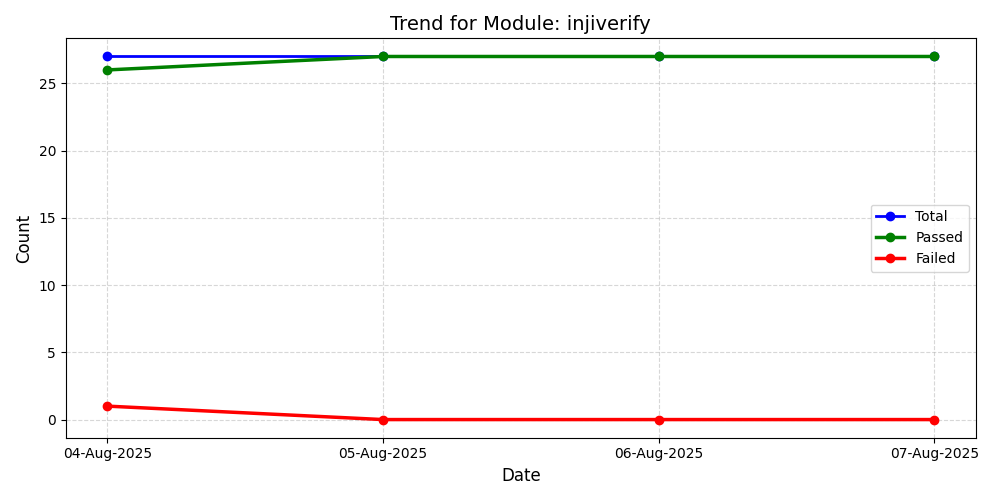 Trend for Module: injiverify
Count
25
20
15
10
5
0
Total
Passed
Failed
04-Aug-2025
05-Aug-2025
06-Aug-2025
07-Aug-2025
Date